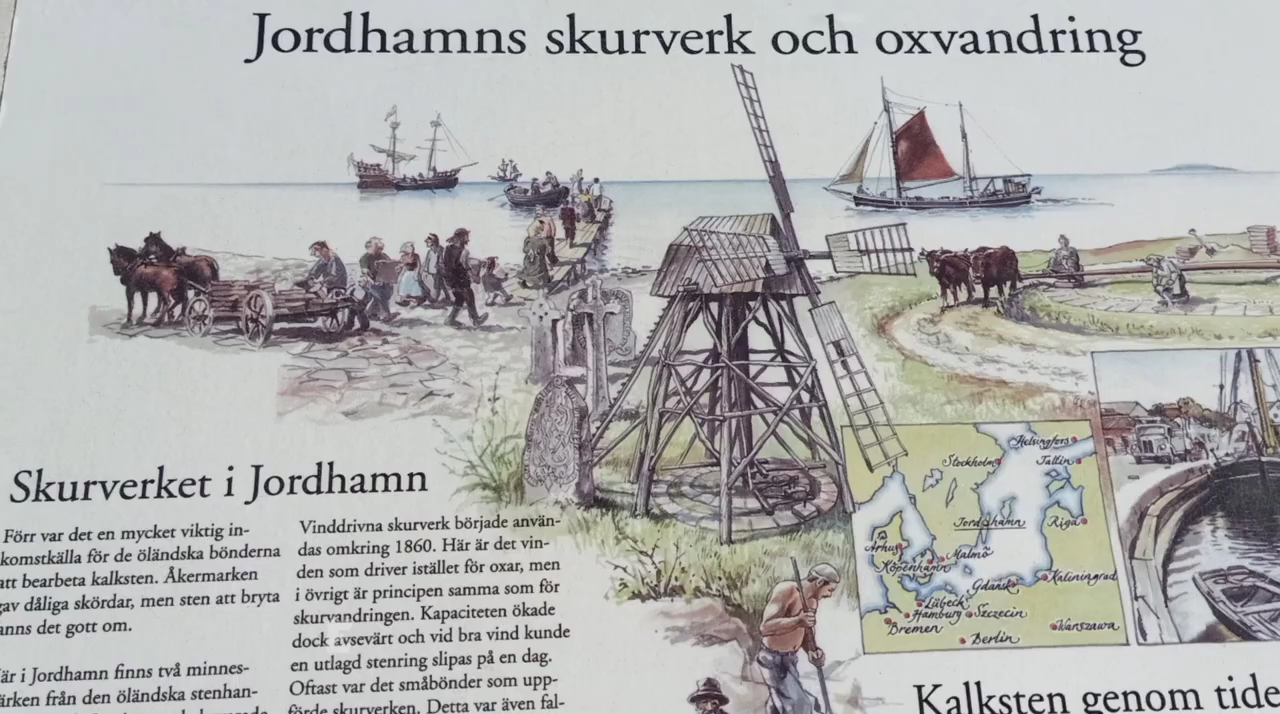 Jordhamns skurverk och oxvandring
Skurverket i Jordhamn
Förr var det en mycket viktig in-
komstkälla för de öländska bönderna
att bearbeta kalksten. Åkermarken
gav dåliga skördar, men sten att bryta
fanns det gott om.
är i Jordhamn finns två minnes-
ärken från den öländska stenhan-
Vinddrivna skurverk började använ-
das omkring 1860. Här är det vin-
den som driver istället för oxar, men
i övrigt är principen samma som för
skurvandringen. Kapaciteten ökade
dock avsevärt och vid bra vind kunde
en utlagd stenring slipas på en dag.
Oftast var det småbönder som upp-
förde skurverken. Detta var även fal-
Helsingfors
Stockholm
Tallin
Jordhamn
Riga
Århus
Malmö
Köpenhamn
Gdansk
Kaliningrad
Lübeck
Hamburg
Szczecin
Bremen
Warszawa
Berlin
Kalksten genom tide